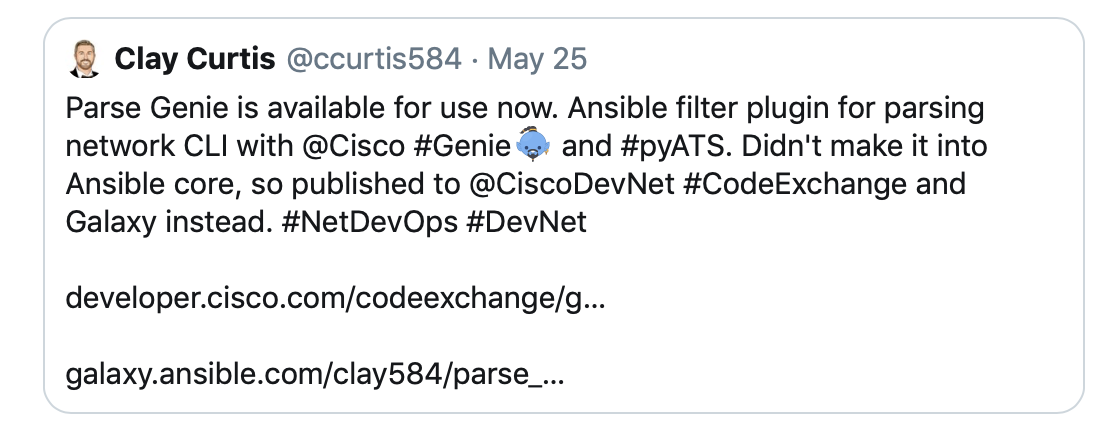 Clay Curtis @ccurtis584 · May 25
Parse Genie is available for use now. Ansible filter plugin for parsing
network CLI with @Cisco #Genie and #pyATS. Didn't make it into
Ansible core, so published to @CiscoDevNet #CodeExchange and
Galaxy instead. #NetDevOps #DevNet
developer.cisco.com/codeexchange/g...
galaxy.ansible.com/clay584/parse_...